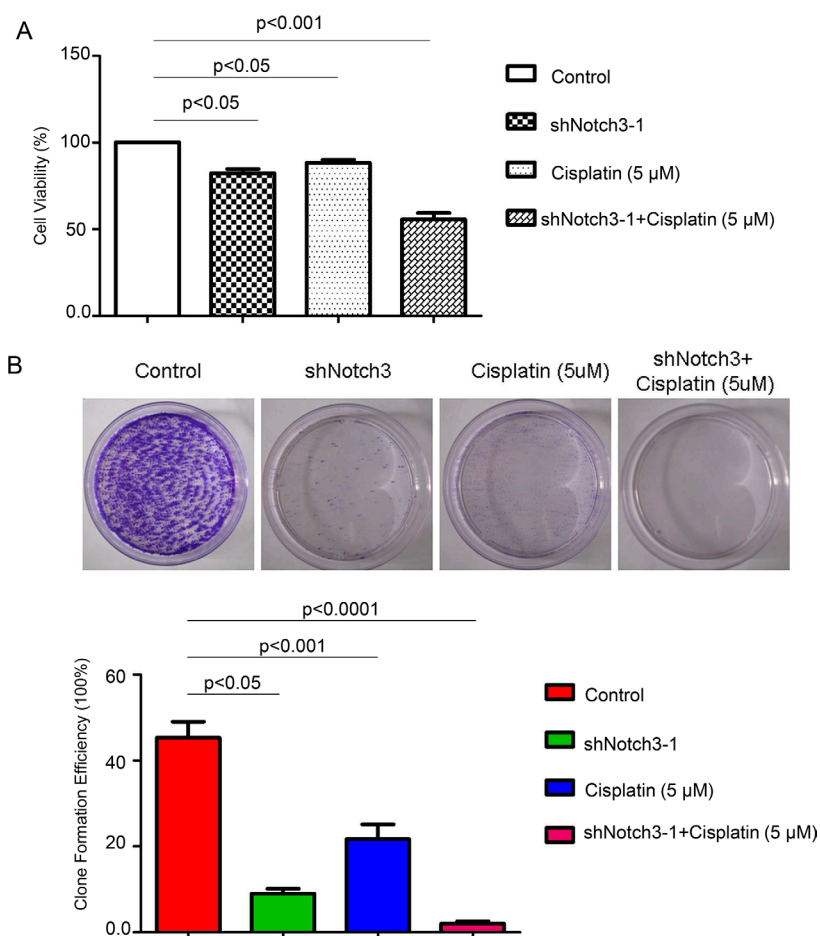 A
p<0.001
p<0.05
p<0.05
150
100
50
0.0
Cell Viability (%)
Control
shNotch3-1
Cisplatin (5 μM)
shNotch3-1+Cisplatin (5 μM)
B
Control
shNotch3
Cisplatin (5uM)
shNotch3+
Cisplatin (5uM)
p<0.0001
p<0.001
p<0.05
60
40
20
0.0
Clone Formation Efficiency (100%)
Control
shNotch3-1
Cisplatin (5 μM)
shNotch3-1+Cisplatin (5 μM)